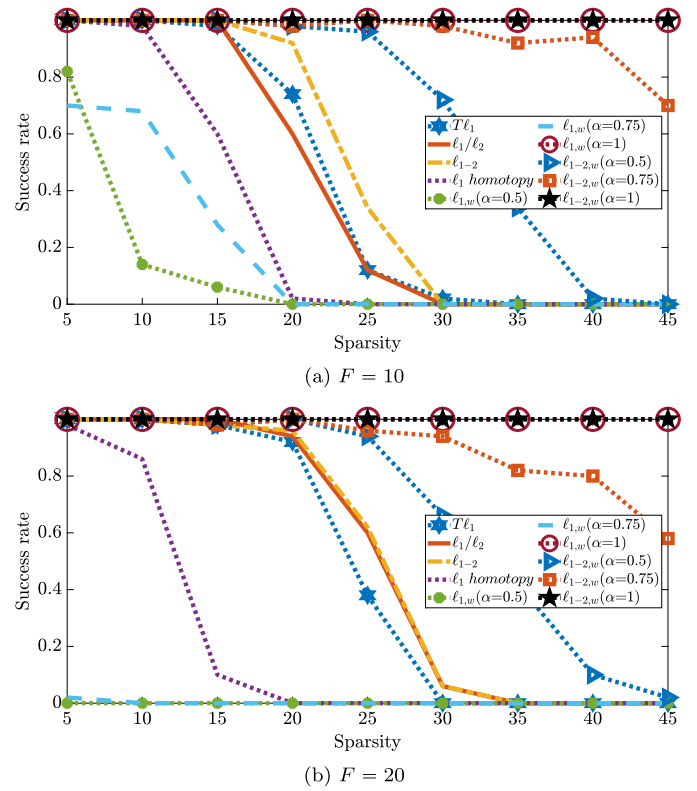 0.8
0.6
0.4
0.2
0
Success rate
Tℓ1
ℓ1/ℓ2
ℓ1−2
ℓ1 homotopy
ℓ1,w(α=0.5)
ℓ1,w(α=0.75)
ℓ1,w(α=1)
ℓ1−2,w(α=0.5)
ℓ1−2,w(α=0.75)
ℓ1−2,w(α=1)
5 10 15 20 25 30 35 40 45
Sparsity
(a) F = 10
0.8
0.6
0.4
0.2
0
Success rate
Tℓ1
ℓ1/ℓ2
ℓ1−2
ℓ1 homotopy
ℓ1,w(α=0.5)
ℓ1,w(α=0.75)
ℓ1,w(α=1)
ℓ1−2,w(α=0.5)
ℓ1−2,w(α=0.75)
ℓ1−2,w(α=1)
5 10 15 20 25 30 35 40 45
Sparsity
(b) F = 20